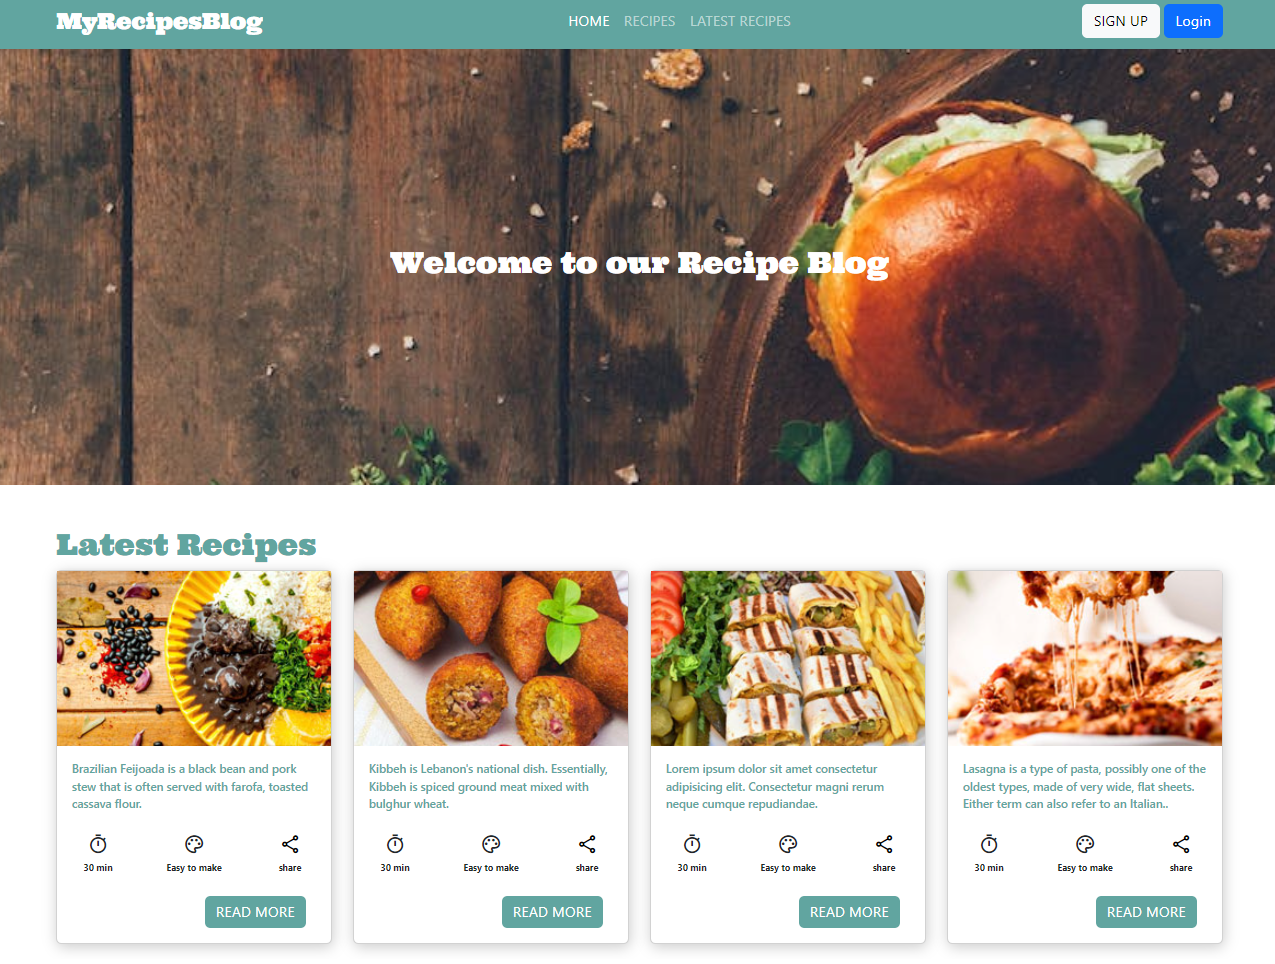 MyRecipesBlog
HOME RECIPES LATEST RECIPES
SIGN UP Login
Welcome to our Recipe Blog
Latest Recipes
Brazilian Feijoada is a black bean and pork
stew that is often served with farofa, toasted
cassava flour.
30 min Easy to make share
READ MORE
Kibbeh is Lebanon's national dish. Essentially,
Kibbeh is spiced ground meat mixed with
bulghur wheat.
30 min Easy to make share
READ MORE
Lorem ipsum dolor sit amet consectetur
adipisicing elit. Consectetur magni rerum
neque cumque repudiandae.
30 min Easy to make share
READ MORE
Lasagna is a type of pasta, possibly one of the
oldest types, made of very wide, flat sheets.
Either term can also refer to an Italian..
30 min Easy to make share
READ MORE